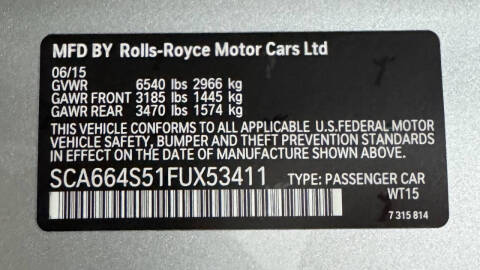 MFD BY Rolls-Royce Motor Cars Ltd
06/15
GVWR 6540 lbs 2966 kg
GAWR FRONT 3185 lbs 1445 kg
GAWR REAR 3470 lbs 1574 kg
THIS VEHICLE CONFORMS TO ALL APPLICABLE U.S.FEDERAL MOTOR
VEHICLE SAFETY, BUMPER AND THEFT PREVENTION STANDARDS
IN EFFECT ON THE DATE OF MANUFACTURE SHOWN ABOVE.
SCA664S51FUX53411 TYPE: PASSENGER CAR
WT15
7 315 814